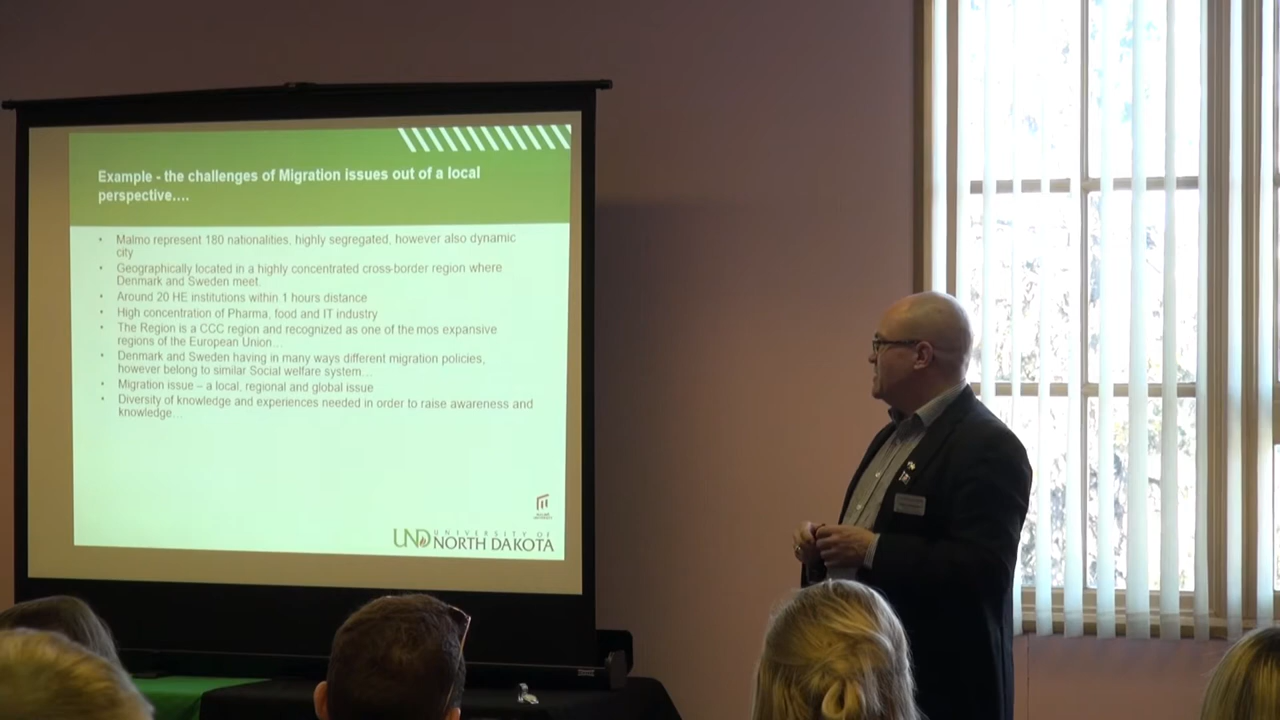 Example - the challenges of Migration issues out of a local
perspective....
• Malmo represent 180 nationalities, highly segregated, however also dynamic
city
• Geographically located in a highly concentrated cross-border region where
Denmark and Sweden meet.
• Around 20 HE institutions within 1 hours distance
• High concentration of Pharma, food and IT industry
• The Region is a CCC region and recognized as one of the mos expansive
regions of the European Union...
• Denmark and Sweden having in many ways different migration policies,
however belong to similar Social welfare system...
• Migration issue – a local, regional and global issue
• Diversity of knowledge and experiences needed in order to raise awareness and
knowledge...
UND UNIVERSITY OF
NORTH DAKOTA